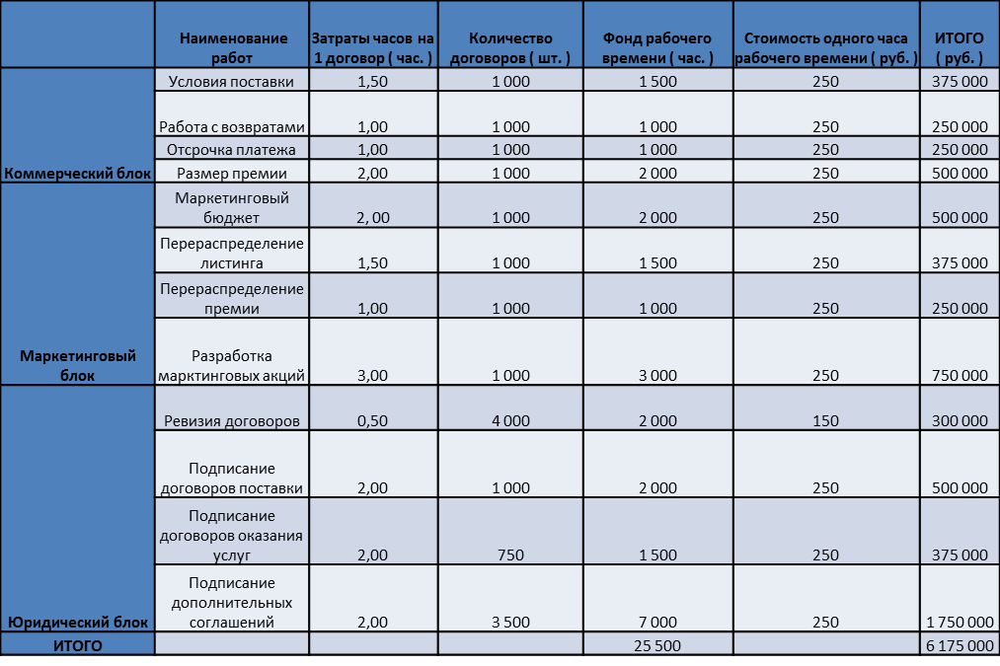 Наименование работ Затраты часов на 1 договор ( час. ) Количество договоров ( шт. ) Фонд рабочего времени ( час. ) Стоимость одного часа рабочего времени ( руб. ) ИТОГО ( руб. )
Коммерческий блок
Условия поставки 1,50 1 000 1 500 250 375 000
Работа с возвратами 1,00 1 000 1 000 250 250 000
Отсрочка платежа 1,00 1 000 1 000 250 250 000
Размер премии 2,00 1 000 2 000 250 500 000
Маркетинговый блок
Маркетинговый бюджет 2, 00 1 000 2 000 250 500 000
Перераспределение листинга 1,50 1 000 1 500 250 375 000
Перераспределение премии 1,00 1 000 1 000 250 250 000
Разработка марктинговых акций 3,00 1 000 3 000 250 750 000
Юридический блок
Ревизия договоров 0,50 4 000 2 000 150 300 000
Подписание договоров поставки 2,00 1 000 2 000 250 500 000
Подписание договоров оказания услуг 2,00 750 1 500 250 375 000
Подписание дополнительных соглашений 2,00 3 500 7 000 250 1 750 000
ИТОГО 25 500 6 175 000